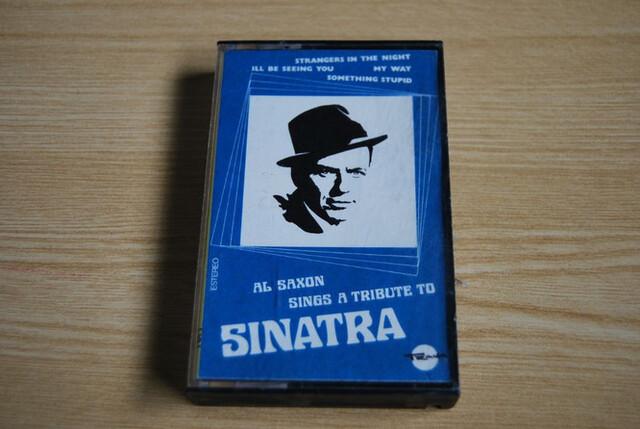 STRANGERS IN THE NIGHT
ILL BE SEEING YOU MY WAY
SOMETHING STUPID
ESTEREO
AL SAXON
SINGS A TRIBUTE TO
SINATRA